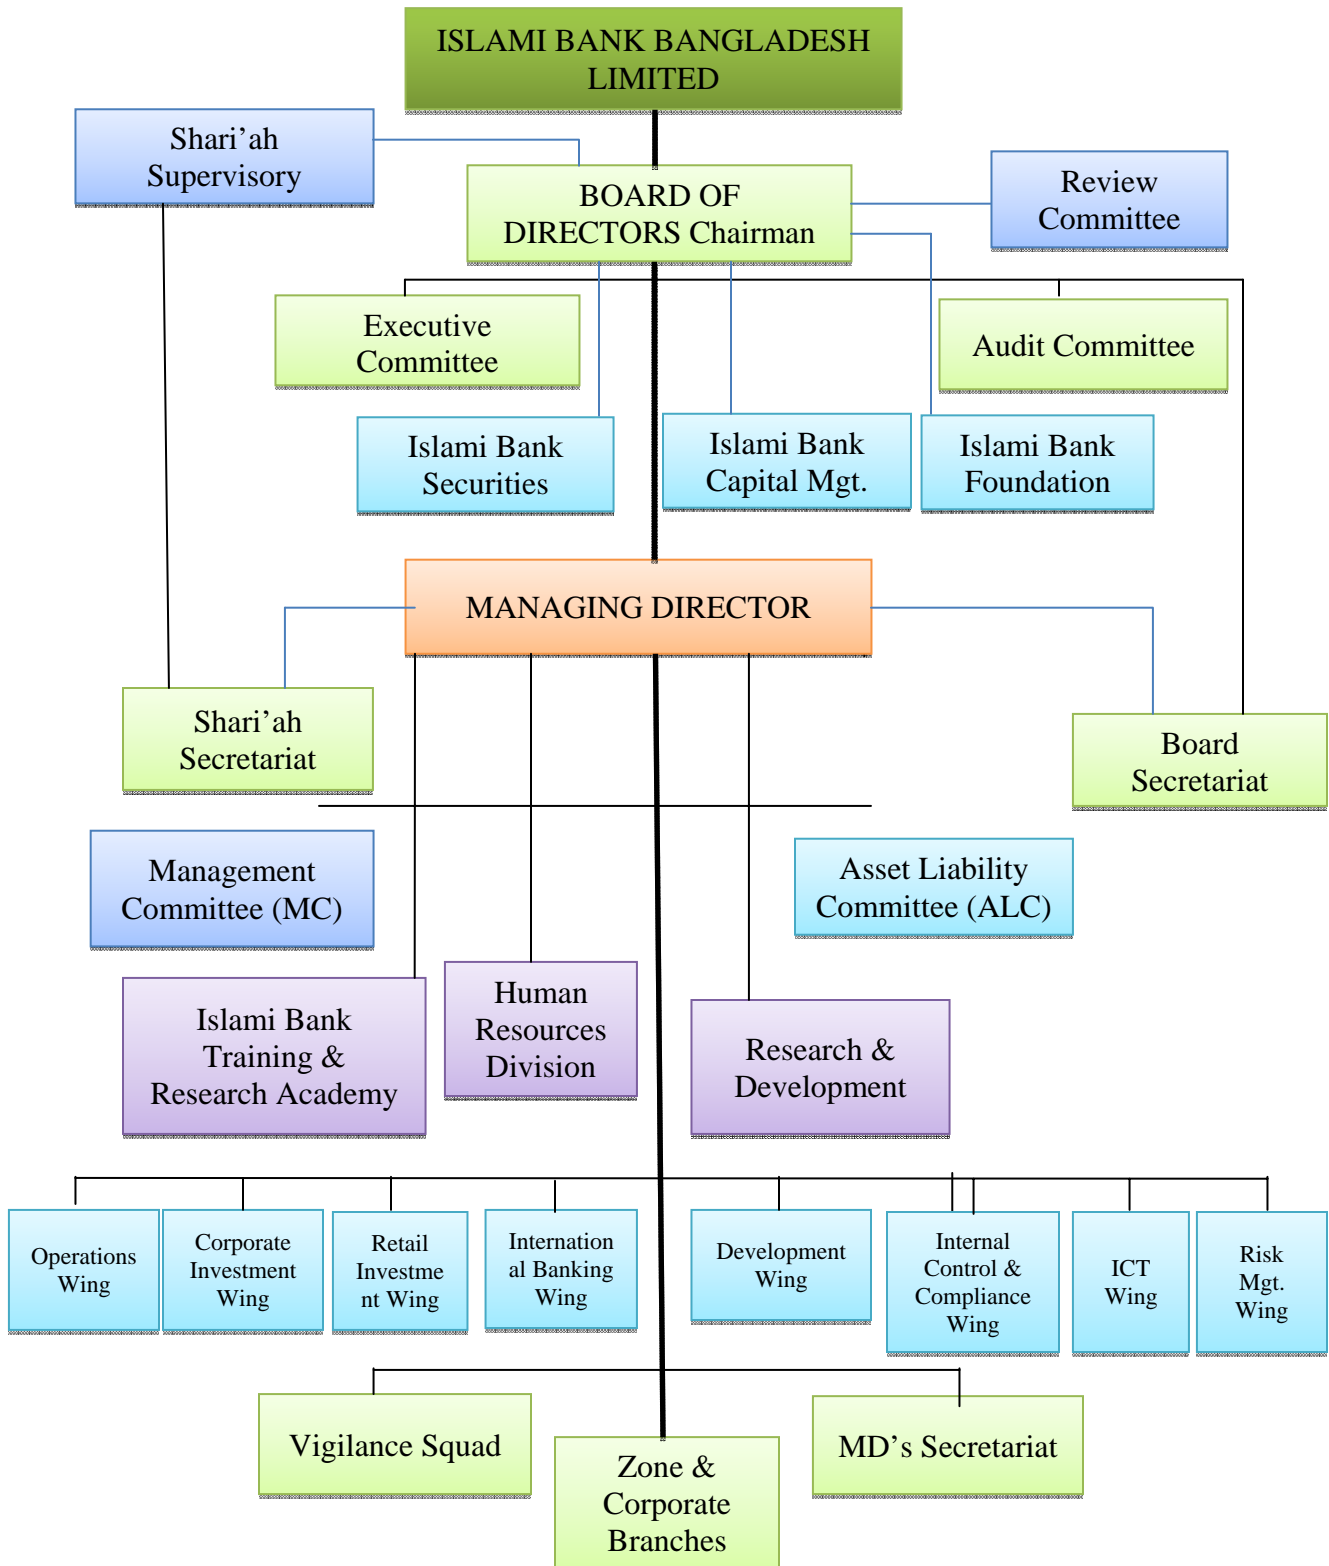 ISLAMI BANK BANGLADESH
LIMITED
Shari’ah
Supervisory
BOARD OF
DIRECTORS Chairman
Review
Committee
Executive
Committee
Audit Committee
Islami Bank
Securities
Islami Bank
Capital Mgt.
Islami Bank
Foundation
MANAGING DIRECTOR
Shari’ah
Secretariat
Board
Secretariat
Management
Committee (MC)
Asset Liability
Committee (ALC)
Islami Bank
Training &
Research Academy
Human
Resources
Division
Research &
Development
Operations
Wing
Corporate
Investment
Wing
Retail
Investme
nt Wing
Internation
al Banking
Wing
Development
Wing
Internal
Control &
Compliance
Wing
ICT
Wing
Risk
Mgt.
Wing
Vigilance Squad
Zone &
Corporate
Branches
MD’s Secretariat